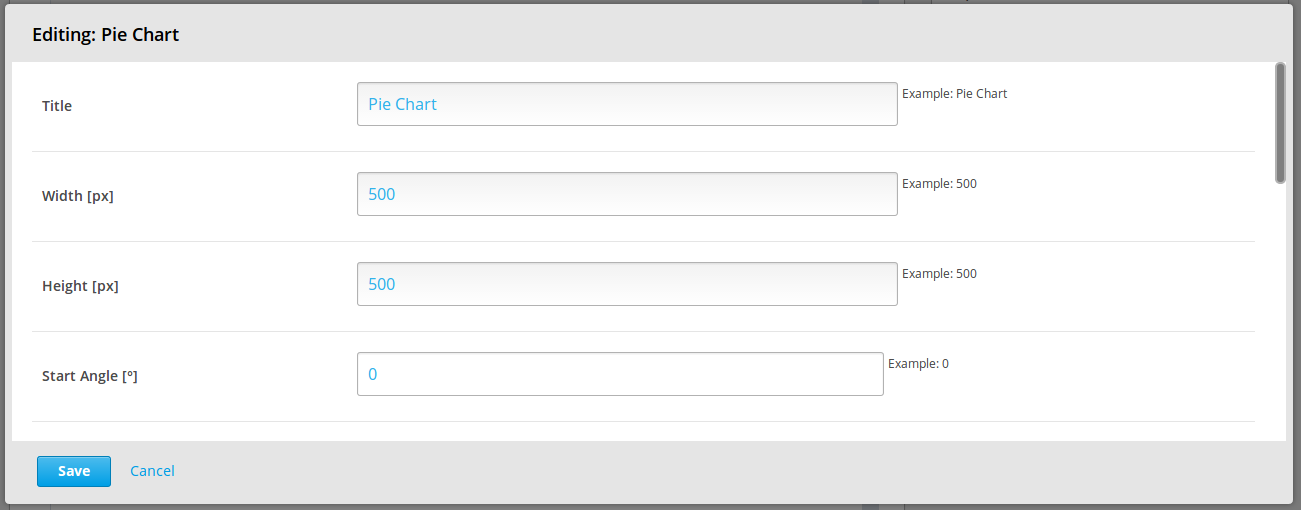 Editing: Pie Chart
Title
Pie Chart
Example: Pie Chart
Width [px]
500
Example: 500
Height [px]
500
Example: 500
Start Angle [°]
0
Example: 0
Save
Cancel